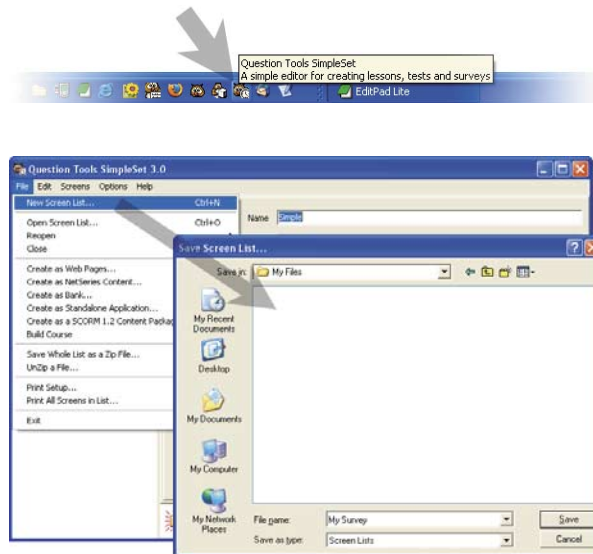 Question Tools SimpleSet
A simple editor for creating lessons, tests and surveys
EditPad Lite
Question Tools SimpleSet 3.0
File Edit Screens Options Help
New Screen List... Ctrl+N
Name Simple
Open Screen List... Ctrl+O
Reopen
Close
Save Screen List...
Save in: My Files
Create as Web Pages...
Create as NetSeries Content...
Create as Bank...
Create as Standalone Application...
Create as a SCORM 1.2 Content Packag
Build Course
Save Whole List as a Zip File...
UnZip a File...
Print Setup...
Print All Screens in List...
Exit
My Recent
Documents
Desktop
My Documents
My Computer
My Network
Places
File name: My Survey Save
Save as type: Screen Lists Cancel